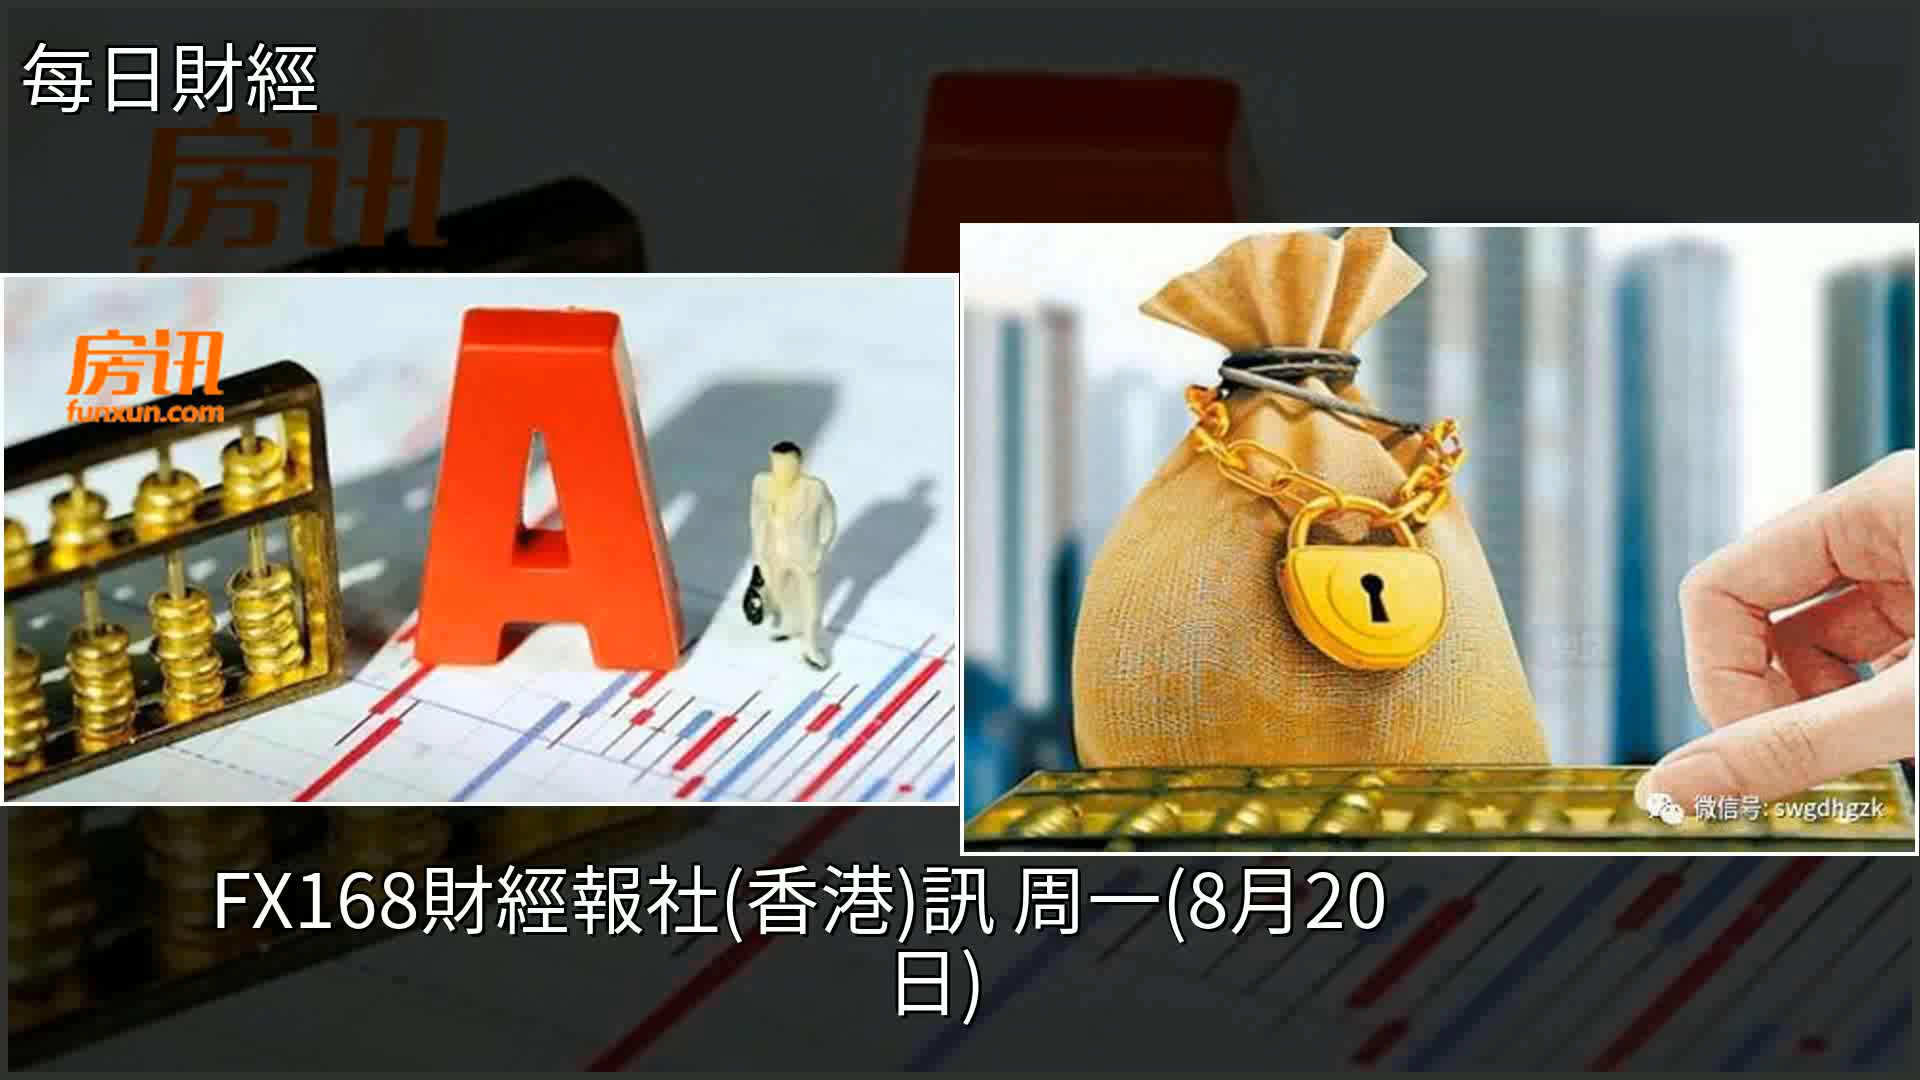 每日財經
房讯
房讯
funxun.com
A
微信号: swgdhgzk
FX168財經報社(香港)訊 周一(8月20
日)